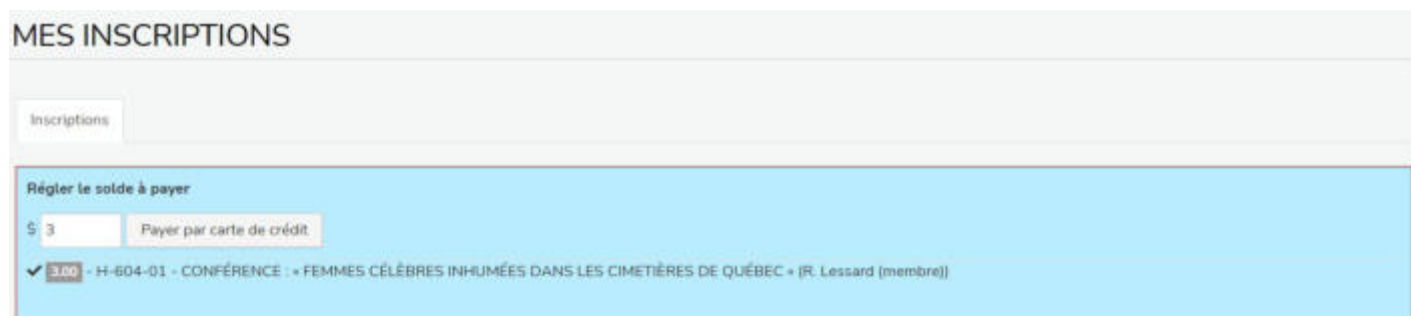 MES INSCRIPTIONS
Inscriptions
Régler le solde à payer
$ 3 Payer par carte de crédit
✔ 3.00 - H-604-01 - CONFÉRENCE : « FEMMES CÉLÈBRES INHUMÉES DANS LES CIMETIÈRES DE QUÉBEC « (R. Lessard (membre))